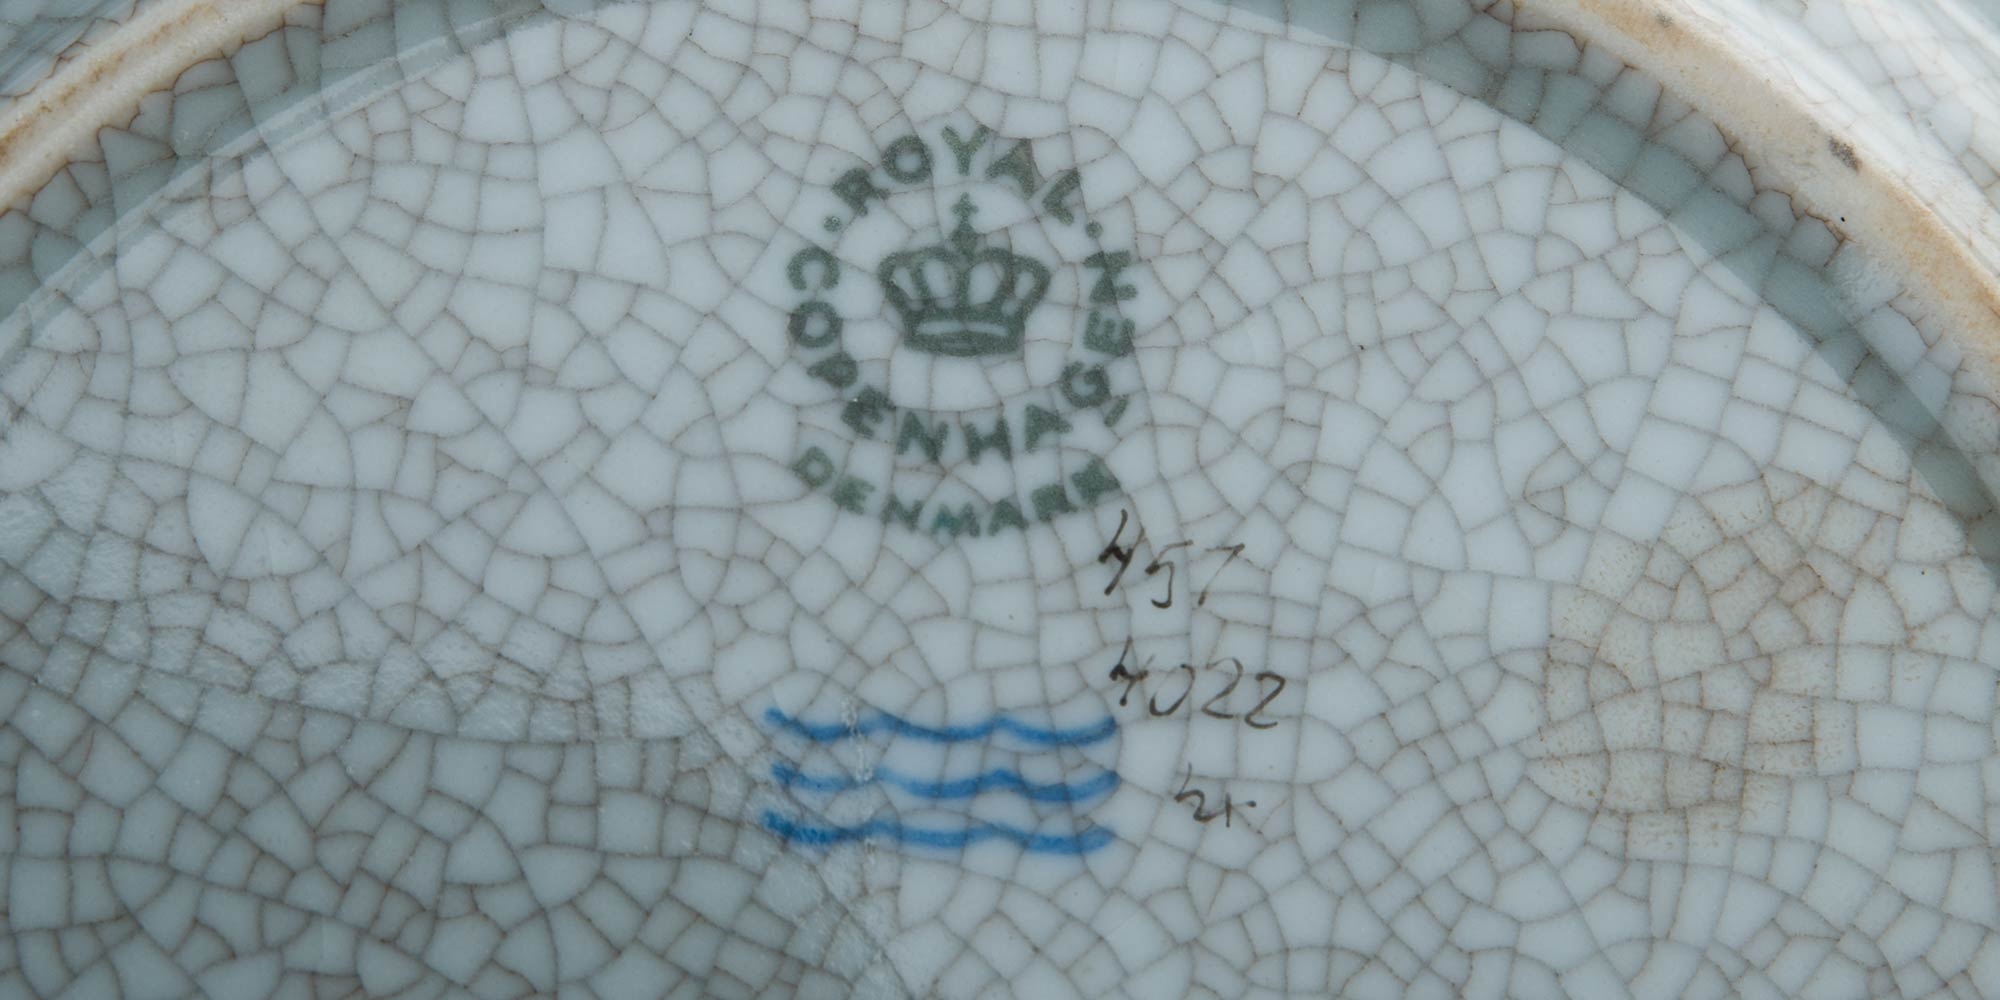 ROYAL
COPENHAGEN
DENMARK
457
4022